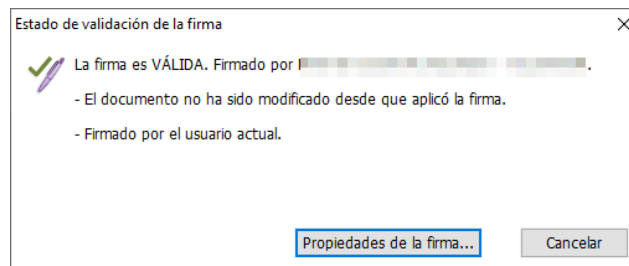 Estado de validación de la firma
La firma es VÁLIDA. Firmado por
- El documento no ha sido modificado desde que aplicó la firma.
- Firmado por el usuario actual.
Propiedades de la firma... Cancelar